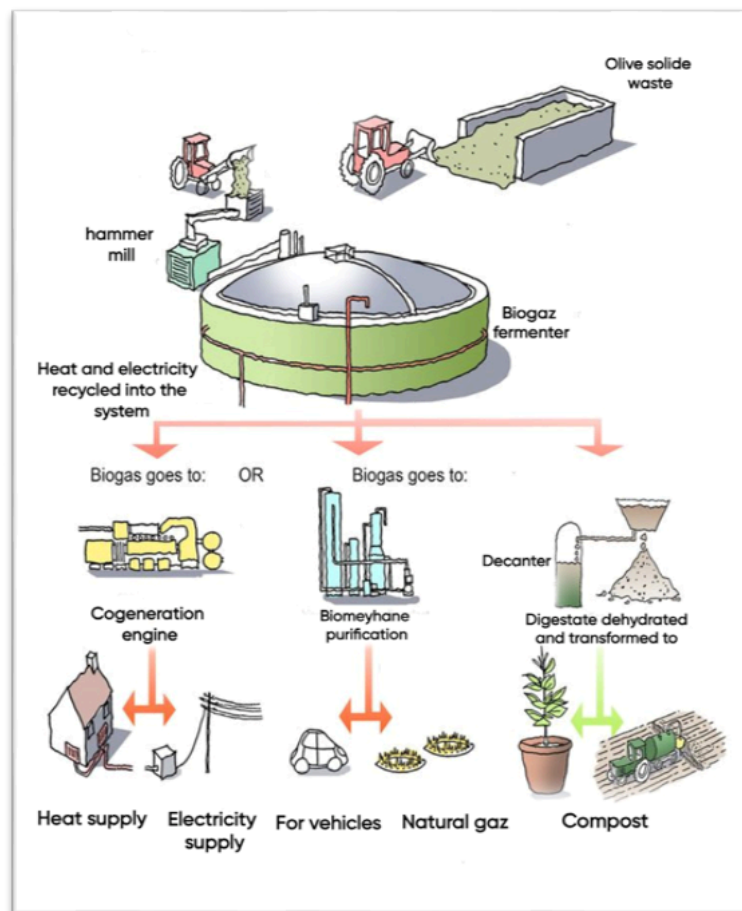 Olive solide
waste
hammer
mill
Biogaz
fermenter
Heat and electricity
recycled into the
system
Biogas goes to:
OR
Biogas goes to:
Decanter
Cogeneration
engine
Biomeyhane
purification
Digestate dehydrated
and transformed to
Heat supply
Electricity
supply
For vehicles
Natural gaz
Compost